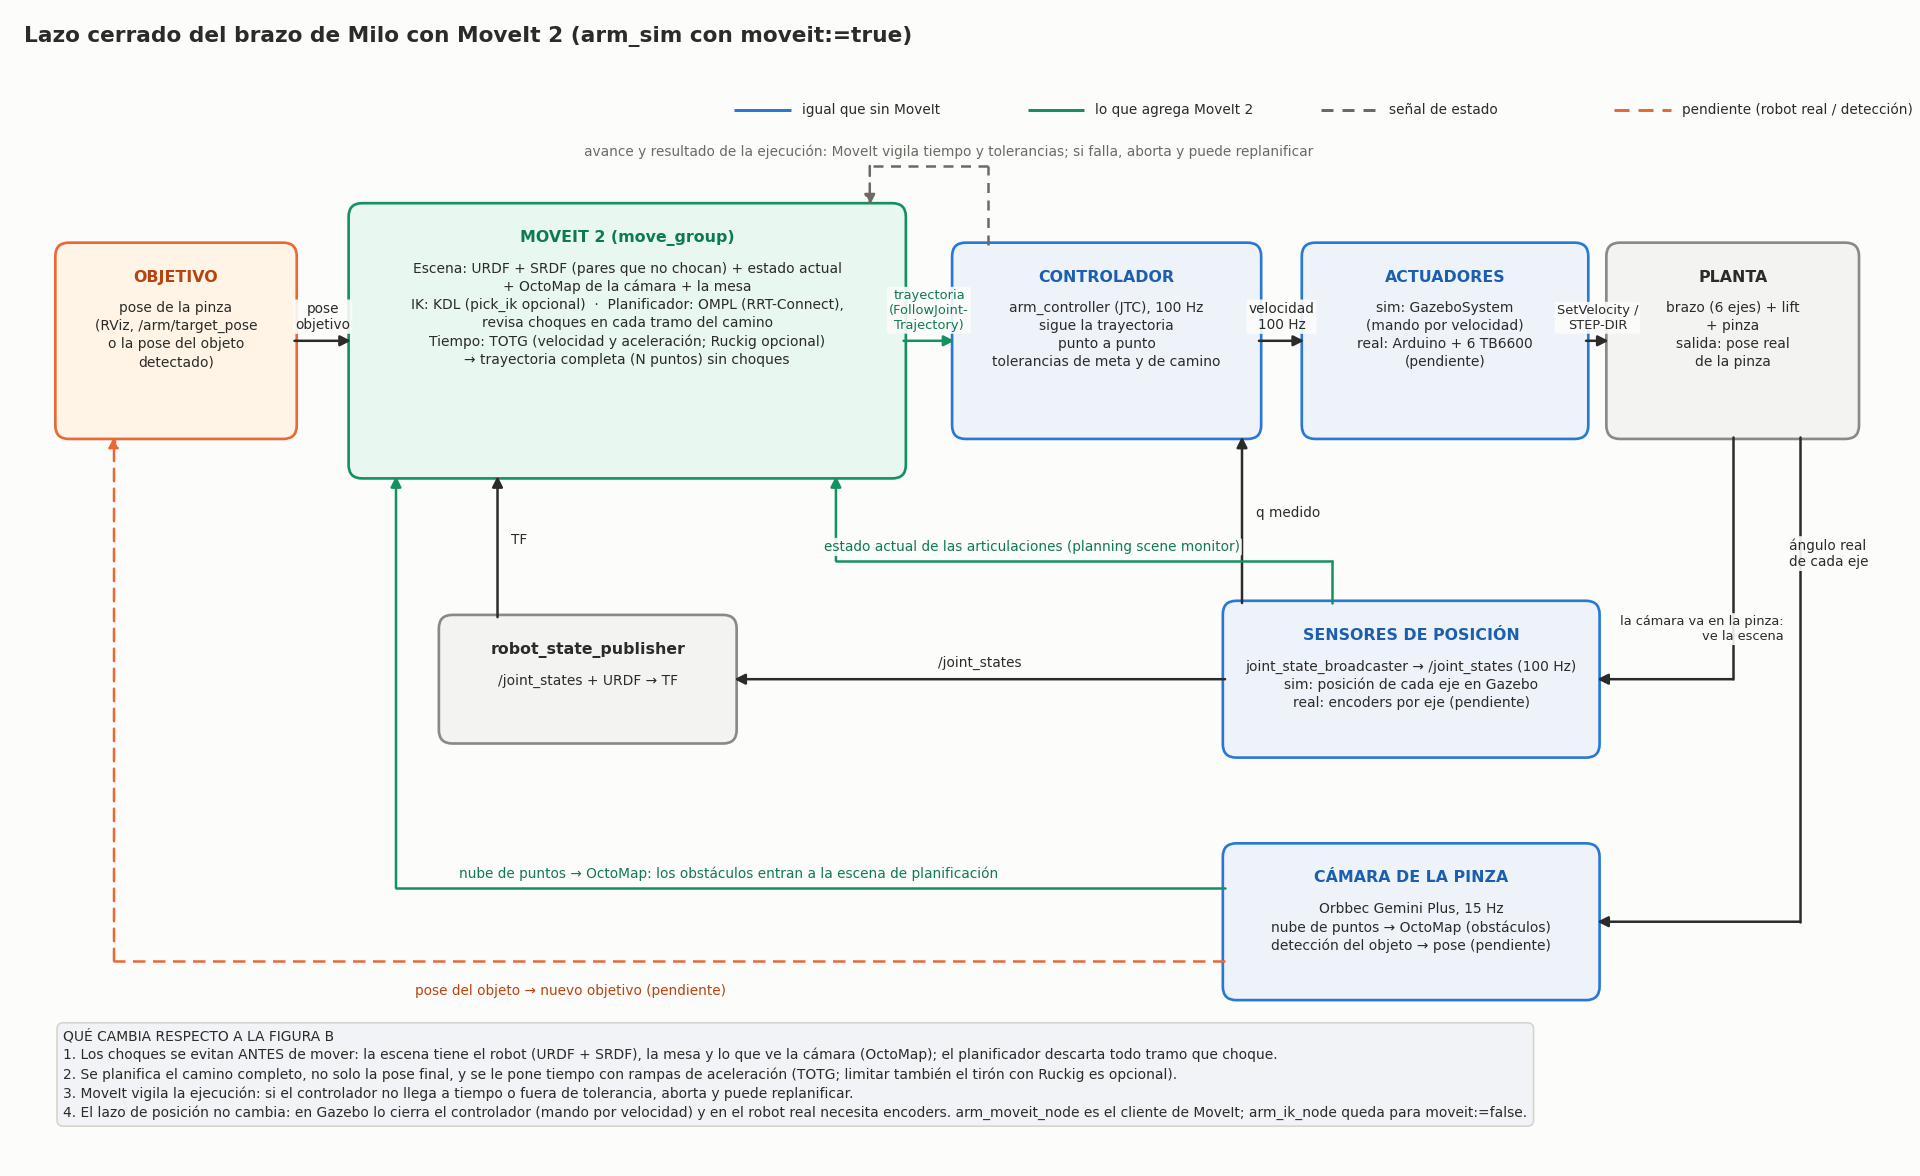 Lazo cerrado del brazo de Milo con MoveIt 2 (arm_sim con moveit:=true)
igual que sin MoveIt
lo que agrega MoveIt 2
señal de estado
pendiente (robot real / detección)
avance y resultado de la ejecución: MoveIt vigila tiempo y tolerancias; si falla, aborta y puede replanificar
OBJETIVO
pose de la pinza
(RViz, /arm/target_pose
o la pose del objeto
detectado)
pose
objetivo
MOVEIT 2 (move_group)
Escena: URDF + SRDF (pares que no chocan) + estado actual
+ OctoMap de la cámara + la mesa
IK: KDL (pick_ik opcional)  ·  Planificador: OMPL (RRT-Connect),
revisa choques en cada tramo del camino
Tiempo: TOTG (velocidad y aceleración; Ruckig opcional)
→ trayectoria completa (N puntos) sin choques
trayectoria
(FollowJoint-
Trajectory)
CONTROLADOR
arm_controller (JTC), 100 Hz
sigue la trayectoria
punto a punto
tolerancias de meta y de camino
velocidad
100 Hz
ACTUADORES
sim: GazeboSystem
(mando por velocidad)
real: Arduino + 6 TB6600
(pendiente)
SetVelocity /
STEP-DIR
PLANTA
brazo (6 ejes) + lift
+ pinza
salida: pose real
de la pinza
TF
q medido
estado actual de las articulaciones (planning scene monitor)
ángulo real
de cada eje
la cámara va en la pinza:
ve la escena
robot_state_publisher
/joint_states + URDF → TF
/joint_states
SENSORES DE POSICIÓN
joint_state_broadcaster → /joint_states (100 Hz)
sim: posición de cada eje en Gazebo
real: encoders por eje (pendiente)
nube de puntos → OctoMap: los obstáculos entran a la escena de planificación
CÁMARA DE LA PINZA
Orbbec Gemini Plus, 15 Hz
nube de puntos → OctoMap (obstáculos)
detección del objeto → pose (pendiente)
pose del objeto → nuevo objetivo (pendiente)
QUÉ CAMBIA RESPECTO A LA FIGURA B
1. Los choques se evitan ANTES de mover: la escena tiene el robot (URDF + SRDF), la mesa y lo que ve la cámara (OctoMap); el planificador descarta todo tramo que choque.
2. Se planifica el camino completo, no solo la pose final, y se le pone tiempo con rampas de aceleración (TOTG; limitar también el tirón con Ruckig es opcional).
3. MoveIt vigila la ejecución: si el controlador no llega a tiempo o fuera de tolerancia, aborta y puede replanificar.
4. El lazo de posición no cambia: en Gazebo lo cierra el controlador (mando por velocidad) y en el robot real necesita encoders. arm_moveit_node es el cliente de MoveIt; arm_ik_node queda para moveit:=false.